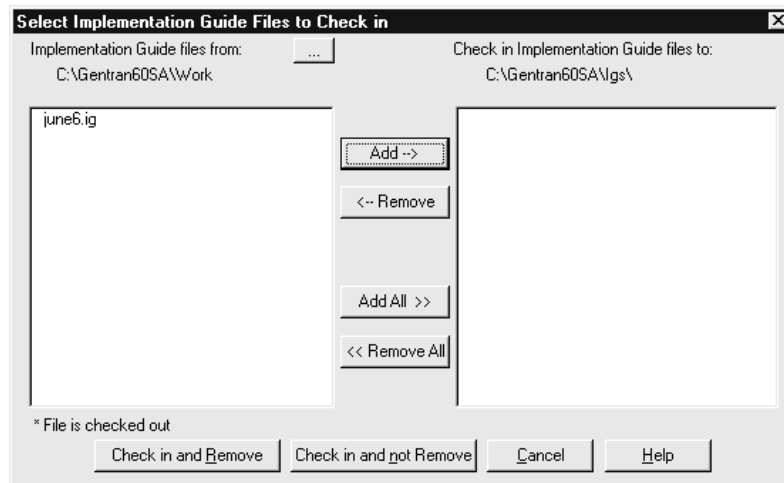 Select Implementation Guide Files to Check in
Implementation Guide files from:
...
Check in Implementation Guide files to:
C:\Gentran60SA\Work
C:\Gentran60SA\Igs\
june6.ig
Add -->
<-- Remove
Add All >>
<< Remove All
* File is checked out
Check in and Remove
Check in and not Remove
Cancel
Help